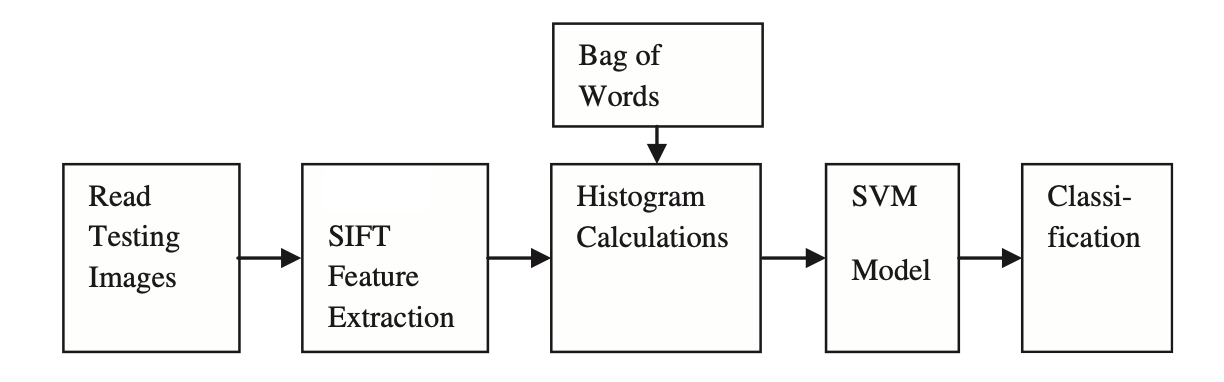 Bag of
Words
Read
Testing
Images
SIFT
Feature
Extraction
Histogram
Calculations
SVM
Model
Classi-
fication